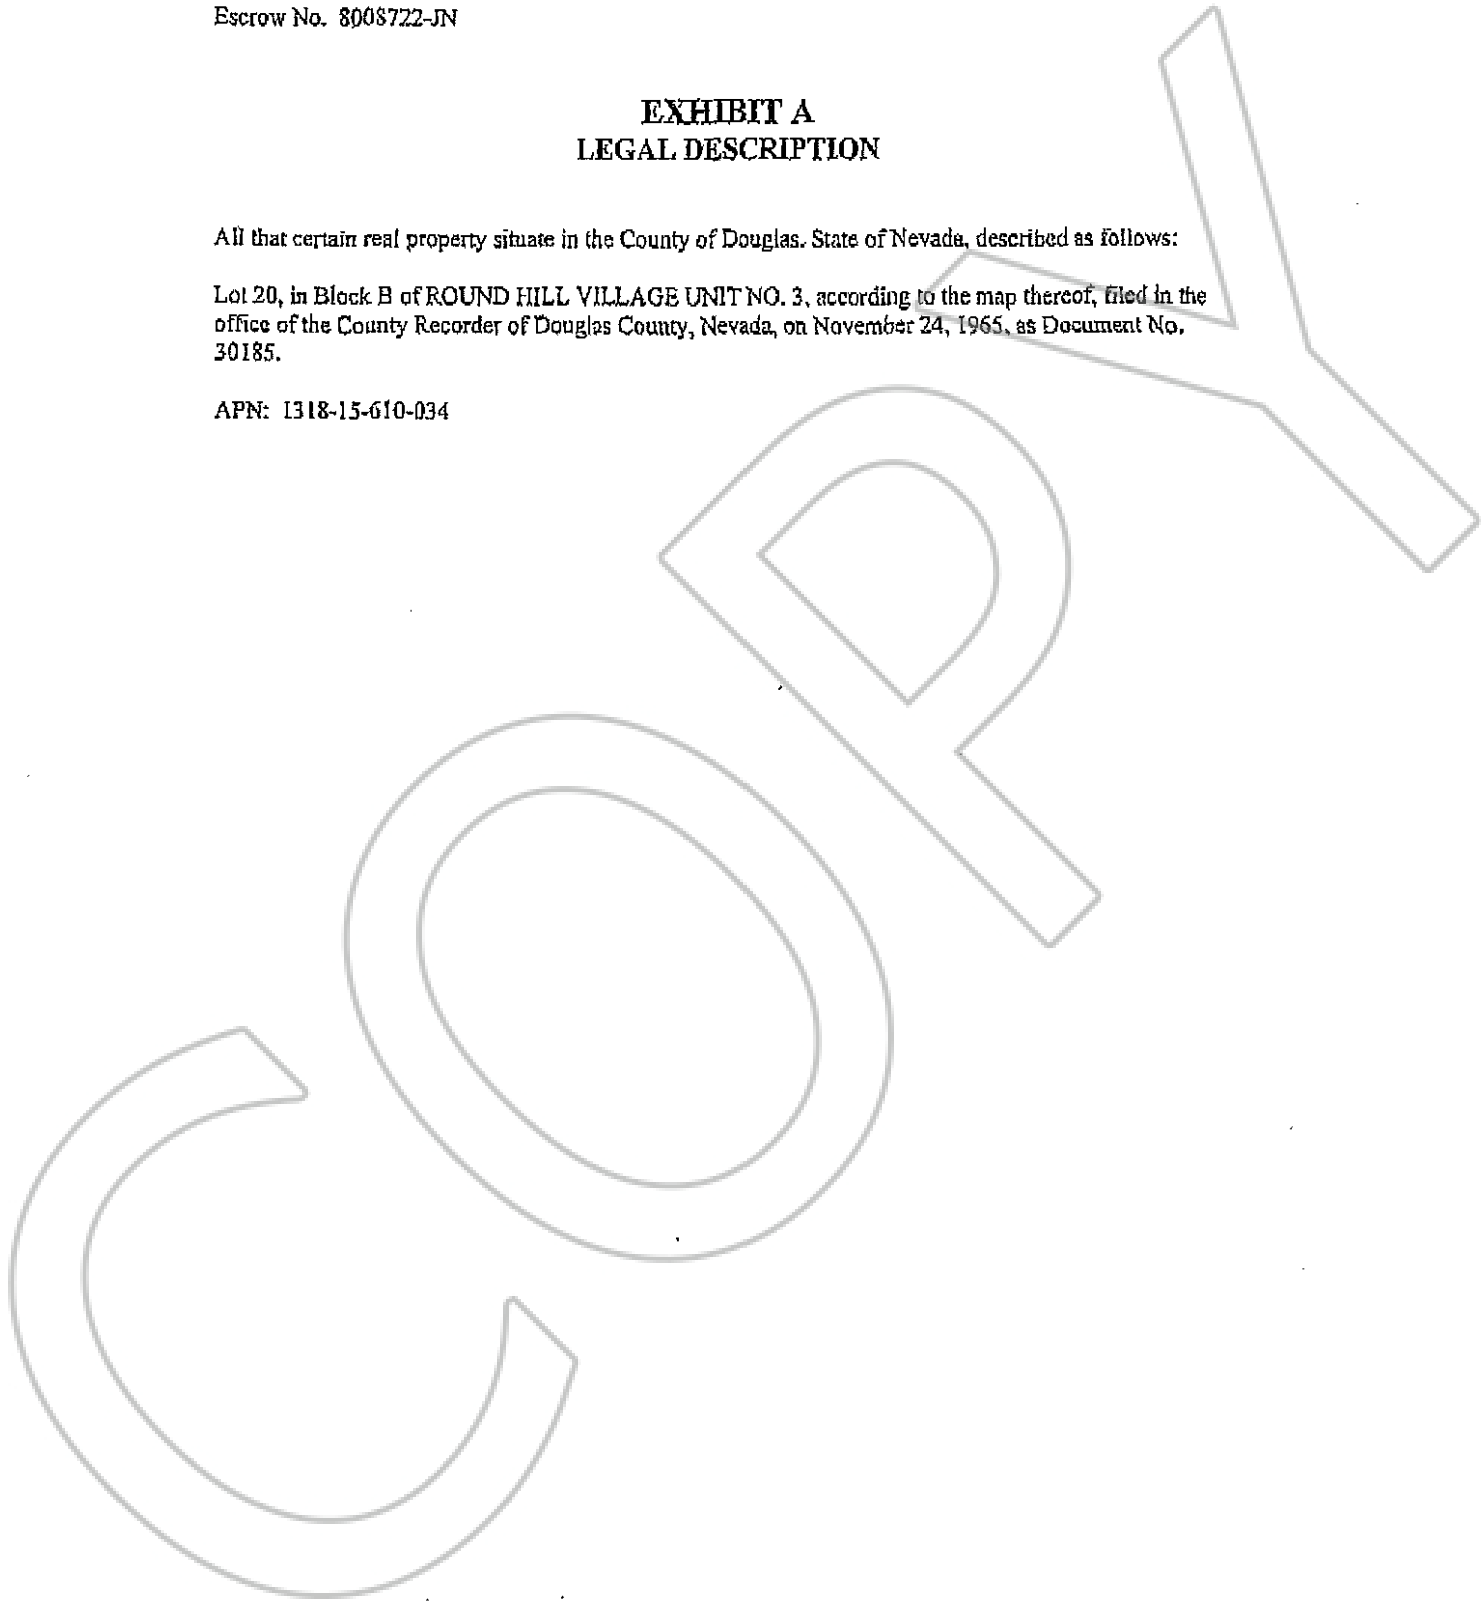 Escrow No. 8008722-JN
EXHIBIT A
LEGAL DESCRIPTION
All that certain real property situate in the County of Douglas, State of Nevada, described as follows:
Lot 20, in Block B of ROUND HILL VILLAGE UNIT NO. 3, according to the map thereof, filed in the
office of the County Recorder of Douglas County, Nevada, on November 24, 1965, as Document No.
30185.
APN: 1318-15-610-034
COPY